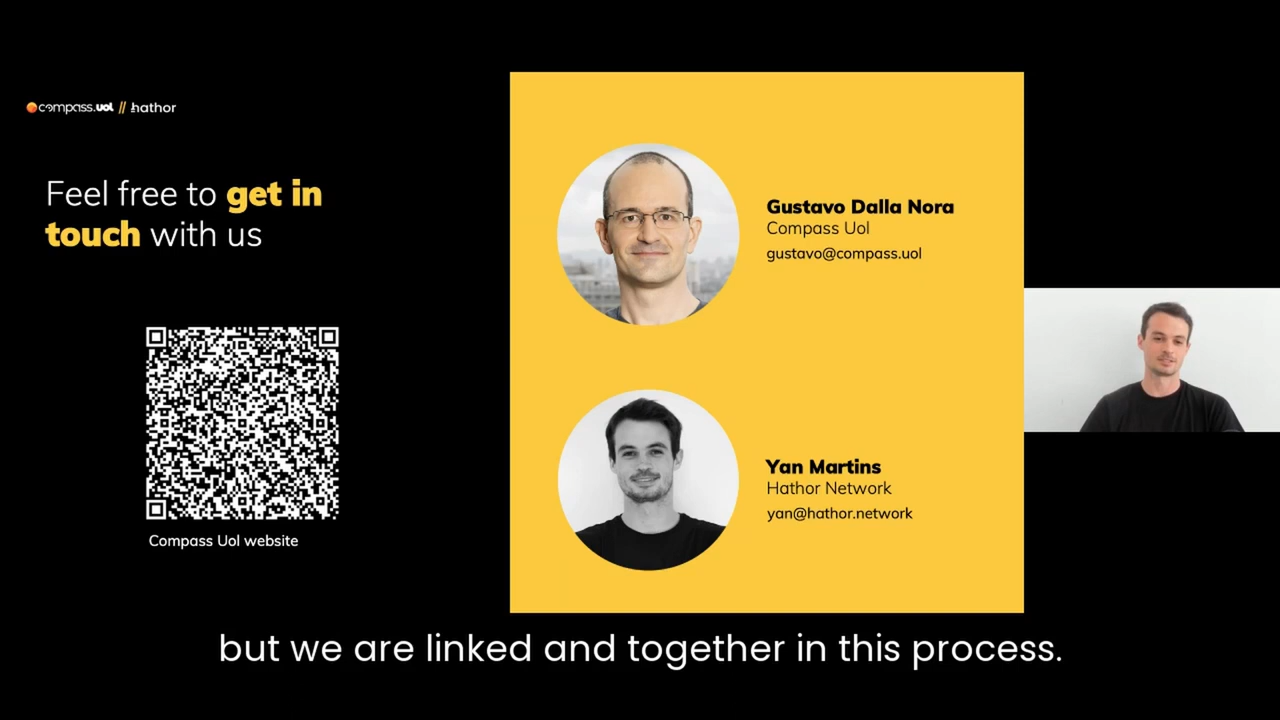 compass.uol // hathor
Feel free to get in
touch with us
Compass Uol website
Gustavo Dalla Nora
Compass Uol
gustavo@compass.uol
Yan Martins
Hathor Network
yan@hathor.network
but we are linked and together in this process.